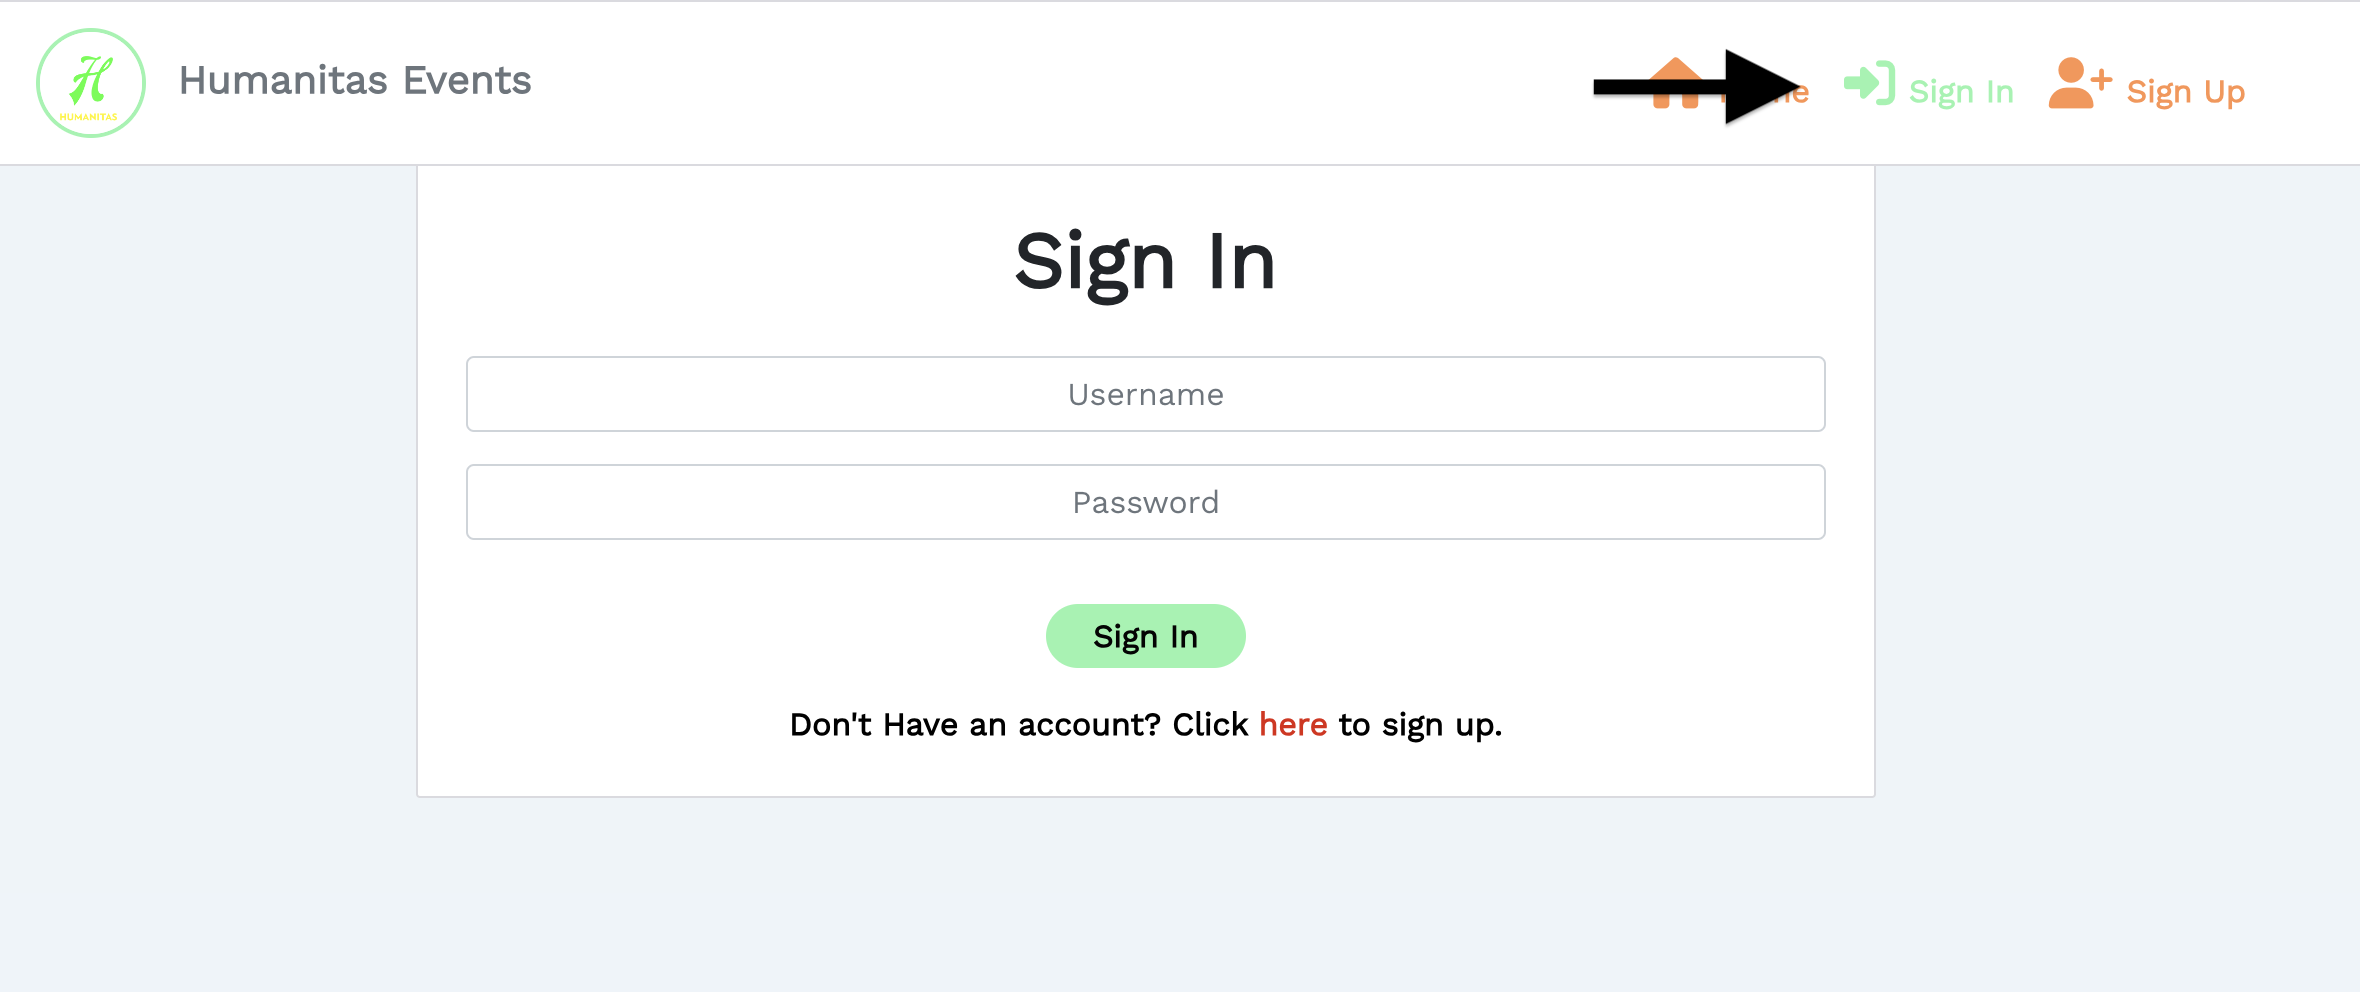 HUMANITAS
Humanitas Events
Sign In
Sign Up
Sign In
Username
Password
Sign In
Don't Have an account? Click here to sign up.